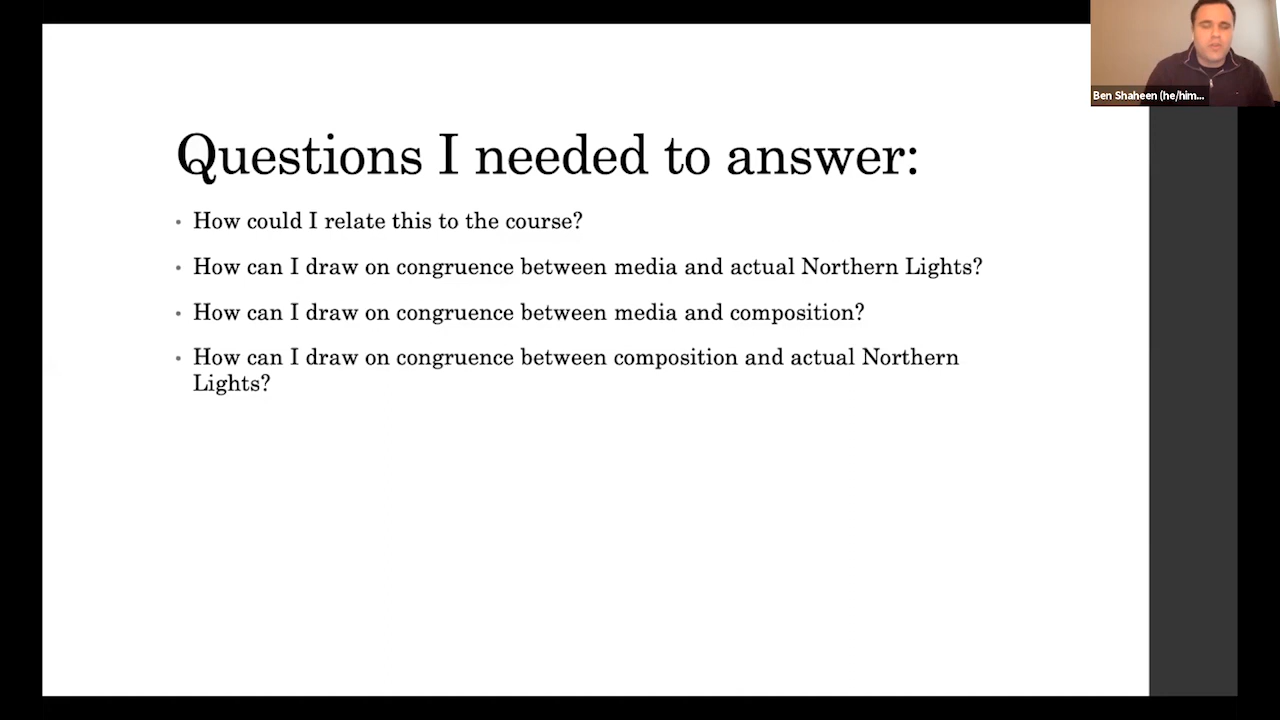 Questions I needed to answer:
• How could I relate this to the course?
• How can I draw on congruence between media and actual Northern Lights?
• How can I draw on congruence between media and composition?
• How can I draw on congruence between composition and actual Northern
Lights?
Ben Shaheen (he/him...